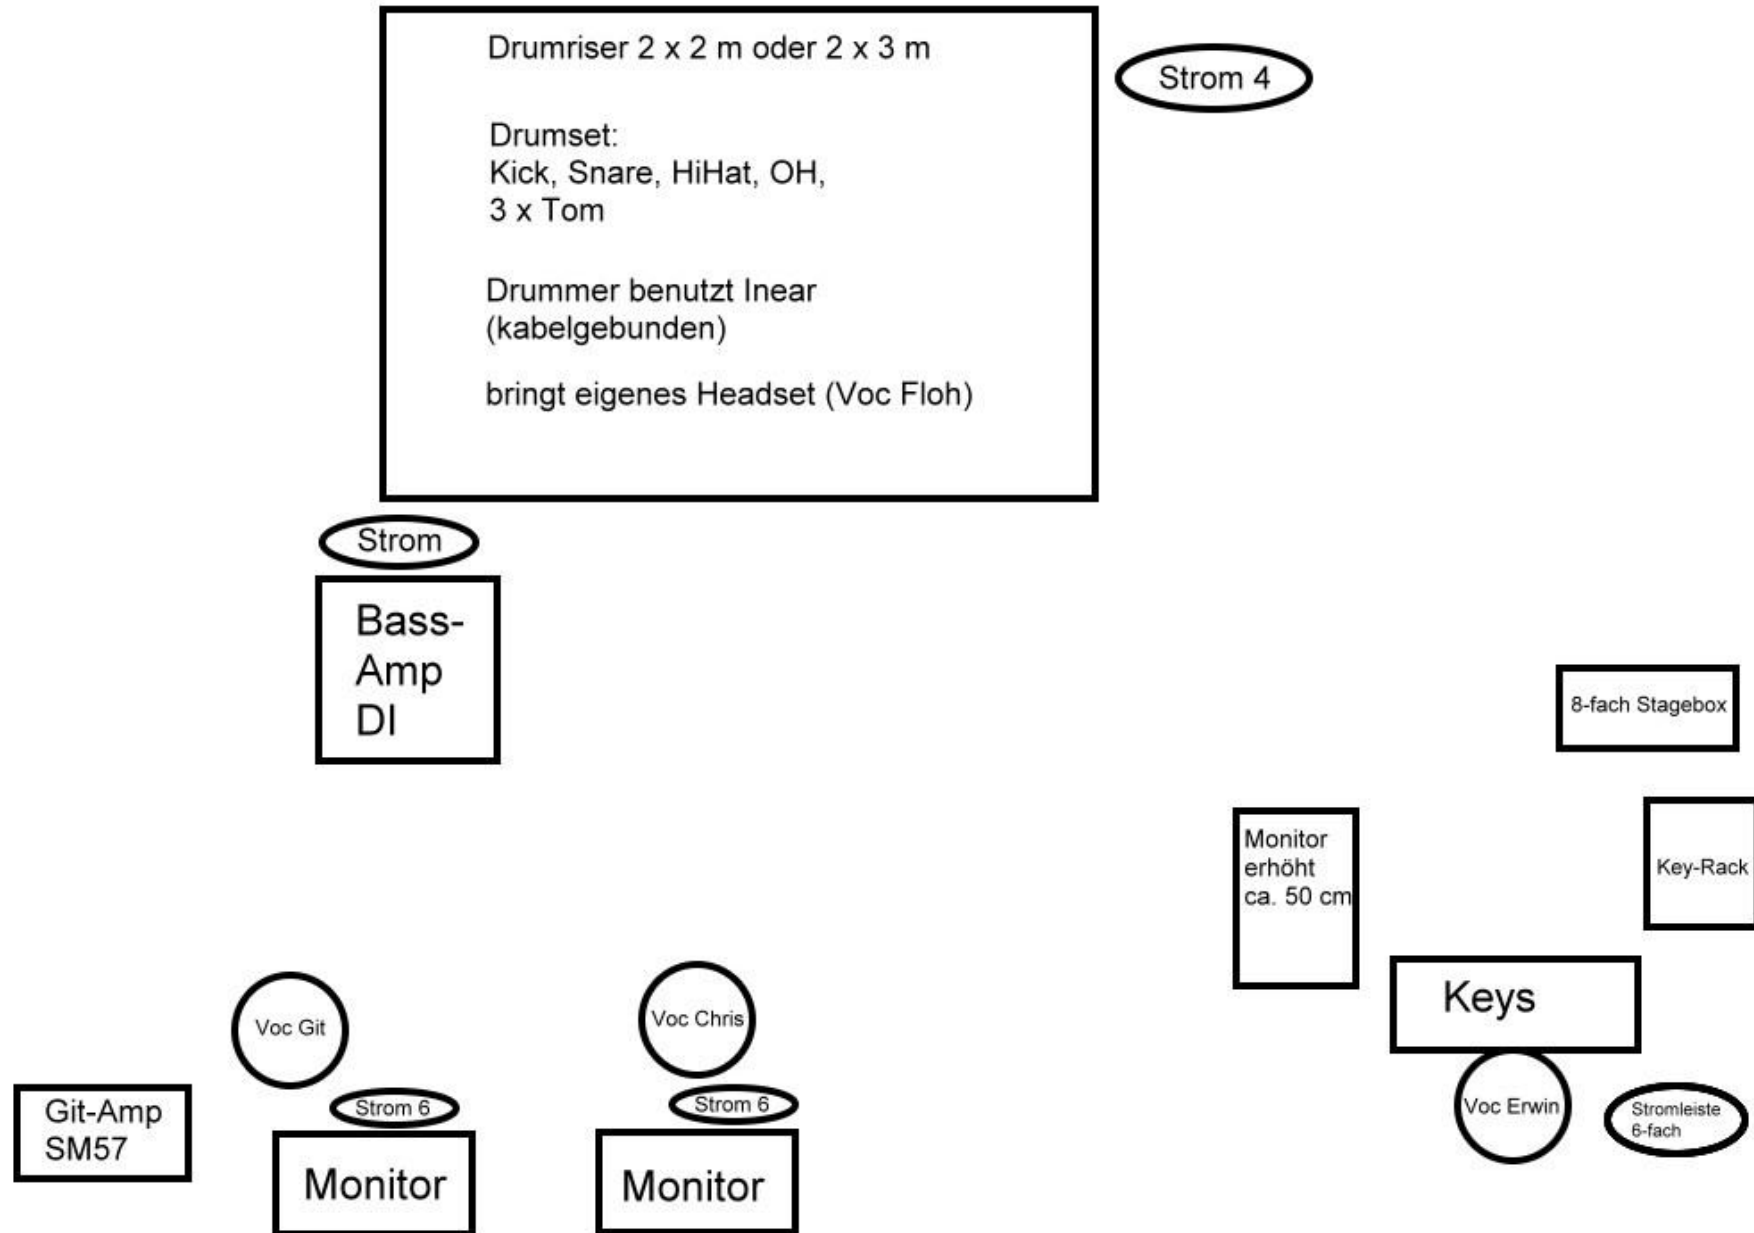 Drumriser 2 x 2 m oder 2 x 3 m
Strom 4
Drumset:
Kick, Snare, HiHat, OH,
3 x Tom
Drummer benutzt Inear
(kabelgebunden)
bringt eigenes Headset (Voc Floh)
Strom
Bass-
Amp
DI
8-fach Stagebox
Monitor
erhöht
ca. 50 cm
Key-Rack
Keys
Voc Git
Voc Chris
Voc Erwin
Stromleiste
6-fach
Strom 6
Strom 6
Git-Amp
SM57
Monitor
Monitor